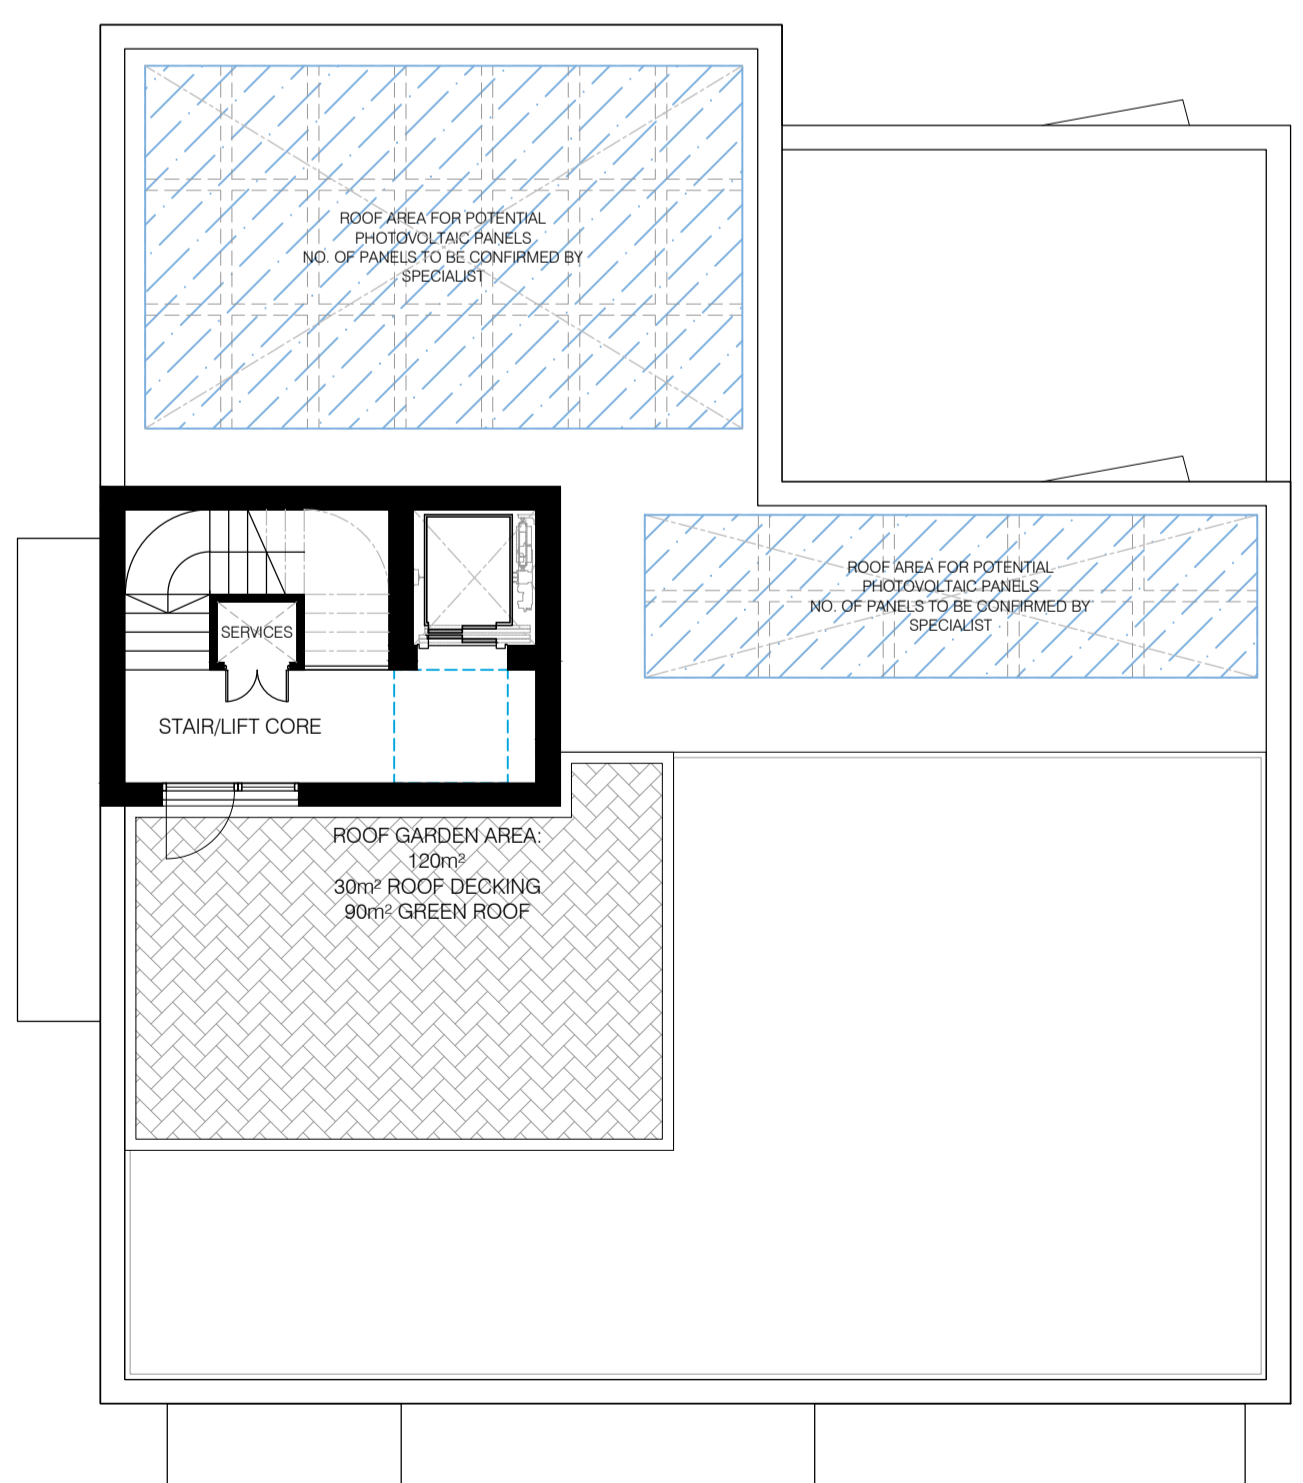 ROOF AREA FOR POTENTIAL
PHOTOVOLTAIC PANELS
NO. OF PANELS TO BE CONFIRMED BY
SPECIALIST
ROOF AREA FOR POTENTIAL
PHOTOVOLTAIC PANELS
NO. OF PANELS TO BE CONFIRMED BY
SPECIALIST
SERVICES
STAIR/LIFT CORE
ROOF GARDEN AREA:
120m²
30m² ROOF DECKING
90m² GREEN ROOF